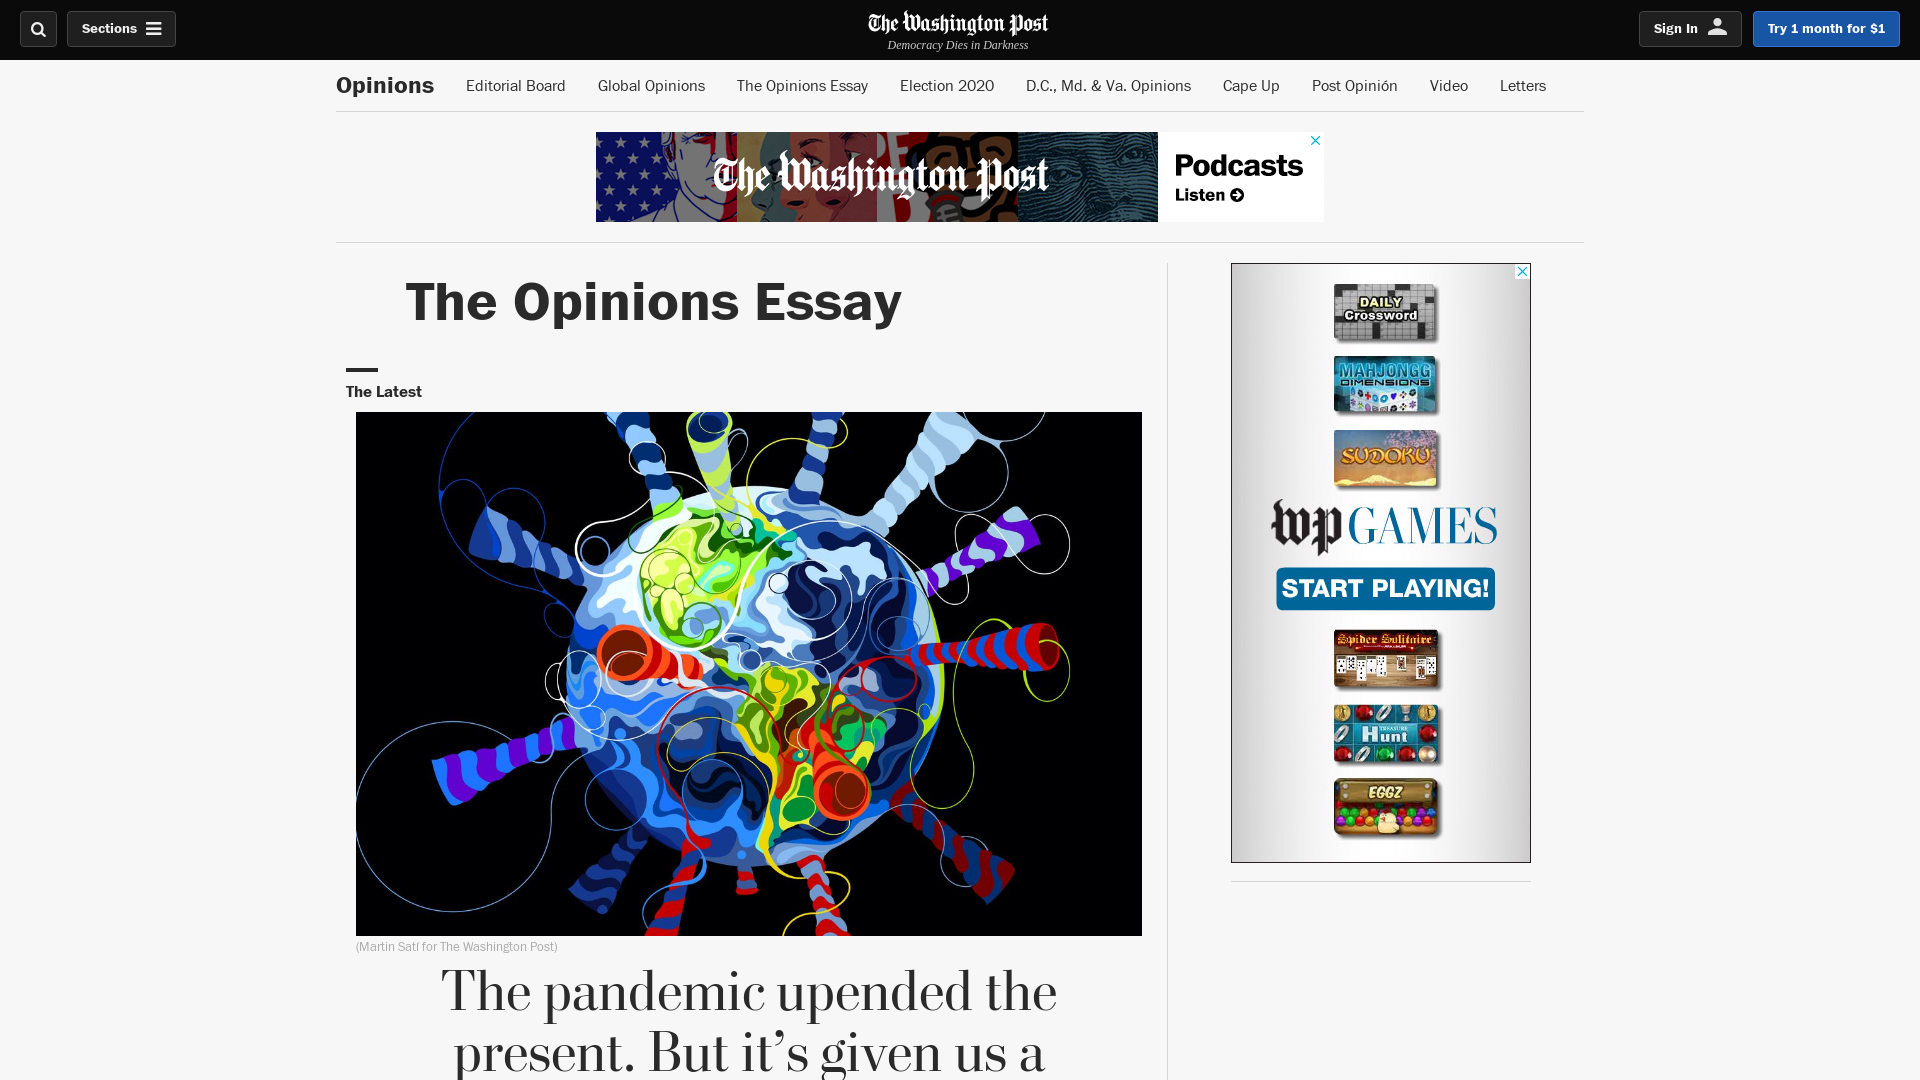 Sections
The Washington Post
Democracy Dies in Darkness
Sign In
Try 1 month for $1
Opinions
Editorial Board
Global Opinions
The Opinions Essay
Election 2020
D.C., Md. & Va. Opinions
Cape Up
Post Opinión
Video
Letters
The Washington Post
Podcasts
Listen
The Opinions Essay
The Latest
(Martin Satí for The Washington Post)
The pandemic upended the
present. But it’s given us a
DAILY
Crossword
MAHJONGG
DIMENSIONS
SUDOKU
wp GAMES
START PLAYING!
Spider Solitaire
TREASURE
Hunt
EGGZ